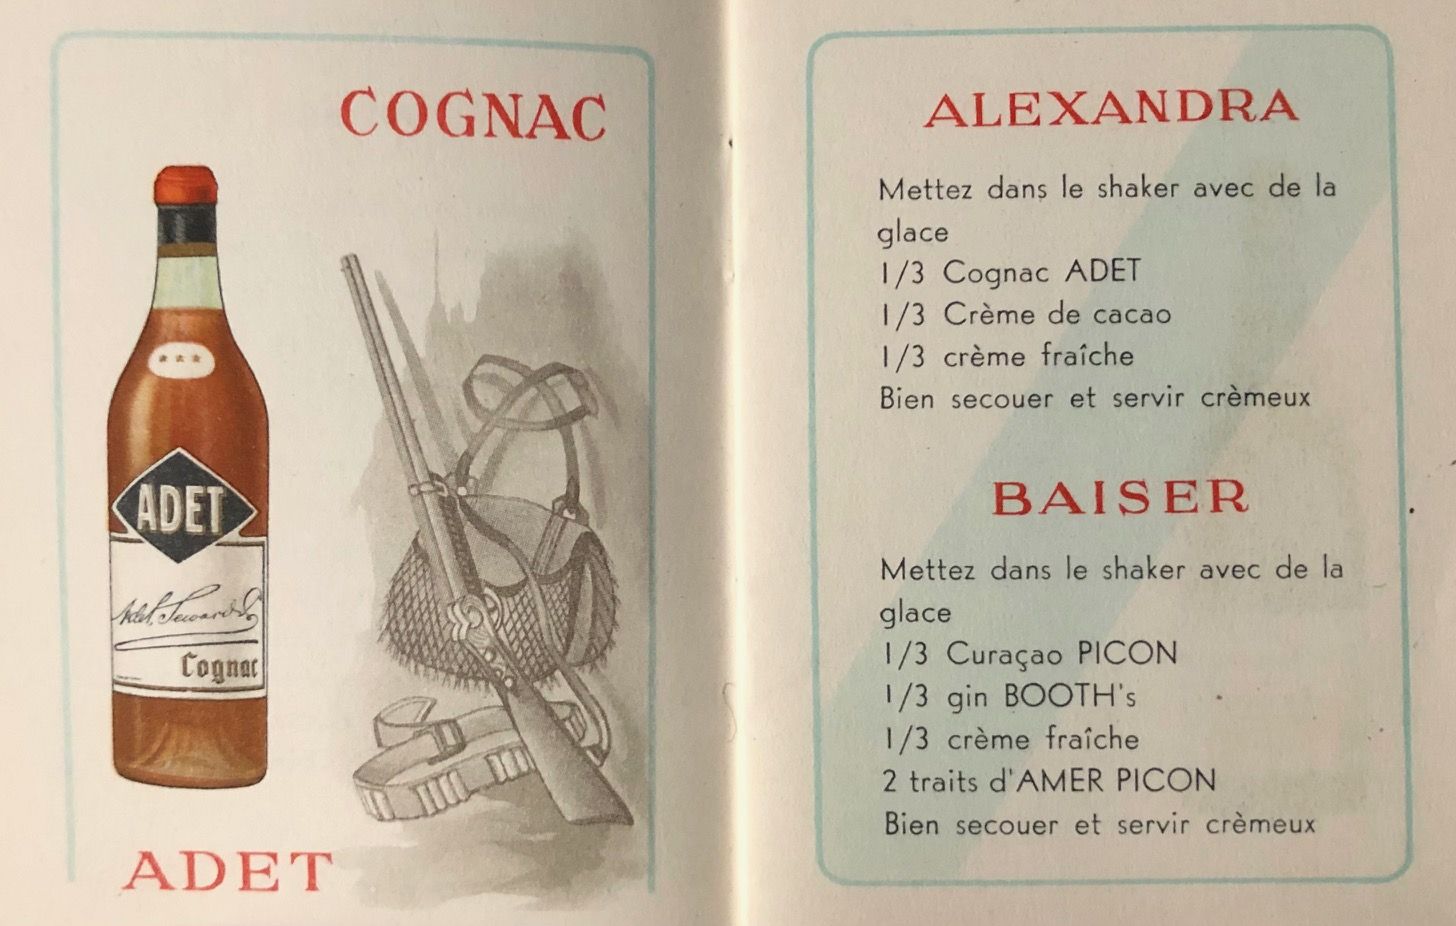 COGNAC
* * *
ADET
Adet, Seward & Cº
Cognac
ADET
ALEXANDRA
Mettez dans le shaker avec de la
glace
1/3 Cognac ADET
1/3 Crème de cacao
1/3 crème fraîche
Bien secouer et servir crèmeux
BAISER
Mettez dans le shaker avec de la
glace
1/3 Curaçao PICON
1/3 gin BOOTH's
1/3 crème fraîche
2 traits d'AMER PICON
Bien secouer et servir crèmeux